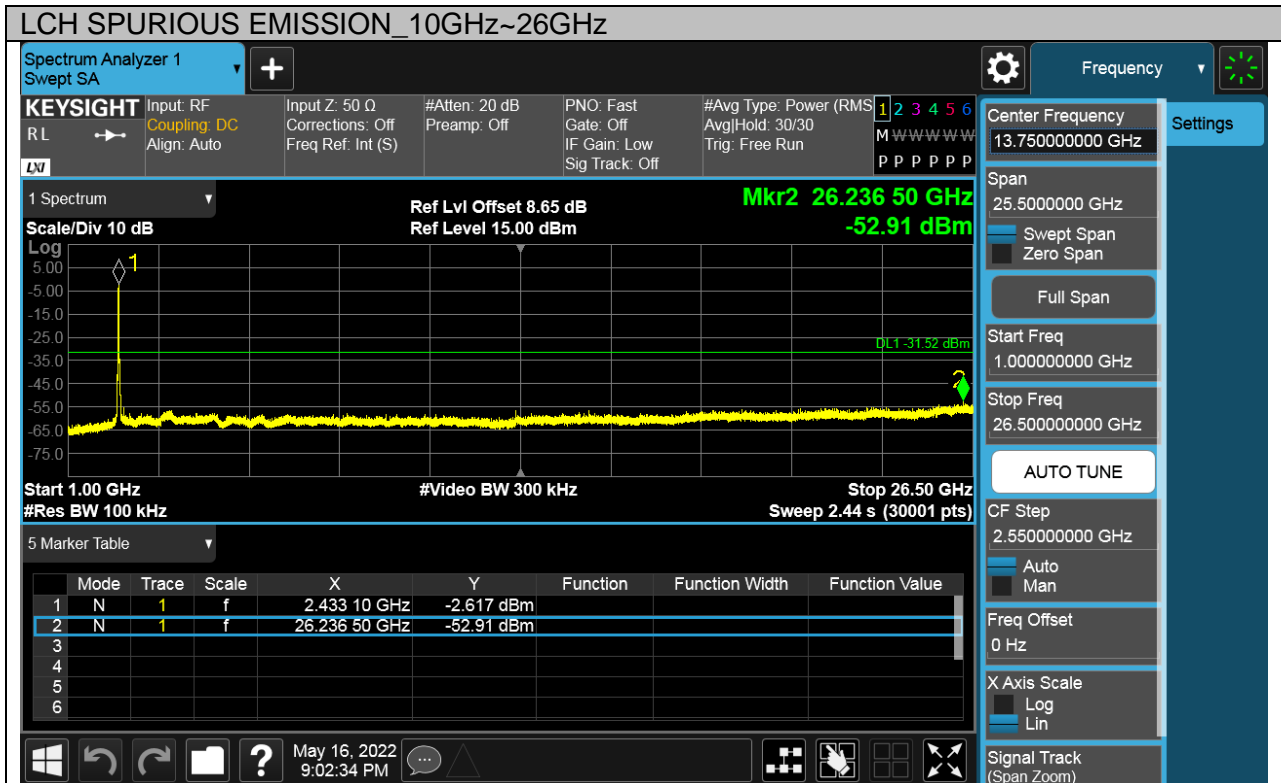 LCH SPURIOUS EMISSION_10GHz~26GHz
Spectrum Analyzer 1
Swept SA
Frequency
KEYSIGHT
RL
LXI
Input: RF
Coupling: DC
Align: Auto
Input Z: 50 Ω
Corrections: Off
Freq Ref: Int (S)
#Atten: 20 dB
Preamp: Off
PNO: Fast
Gate: Off
IF Gain: Low
Sig Track: Off
#Avg Type: Power (RMS
Avg|Hold: 30/30
Trig: Free Run
1 2 3 4 5 6
M W W W W W
P P P P P P
1 Spectrum
Scale/Div 10 dB
Ref Lvl Offset 8.65 dB
Ref Level 15.00 dBm
Mkr2 26.236 50 GHz
-52.91 dBm
Log
5.00
-5.00
-15.0
-25.0
-35.0
-45.0
-55.0
-65.0
-75.0
1
2
DL1 -31.52 dBm
Start 1.00 GHz
#Video BW 300 kHz
Stop 26.50 GHz
#Res BW 100 kHz
Sweep 2.44 s (30001 pts)
5 Marker Table
Mode Trace Scale X Y Function Function Width Function Value
1 N 1 f 2.433 10 GHz -2.617 dBm
2 N 1 f 26.236 50 GHz -52.91 dBm
3
4
5
6
May 16, 2022
9:02:34 PM
Center Frequency
13.750000000 GHz
Settings
Span
25.5000000 GHz
Swept Span
Zero Span
Full Span
Start Freq
1.000000000 GHz
Stop Freq
26.500000000 GHz
AUTO TUNE
CF Step
2.550000000 GHz
Auto
Man
Freq Offset
0 Hz
X Axis Scale
Log
Lin
Signal Track
(Span Zoom)